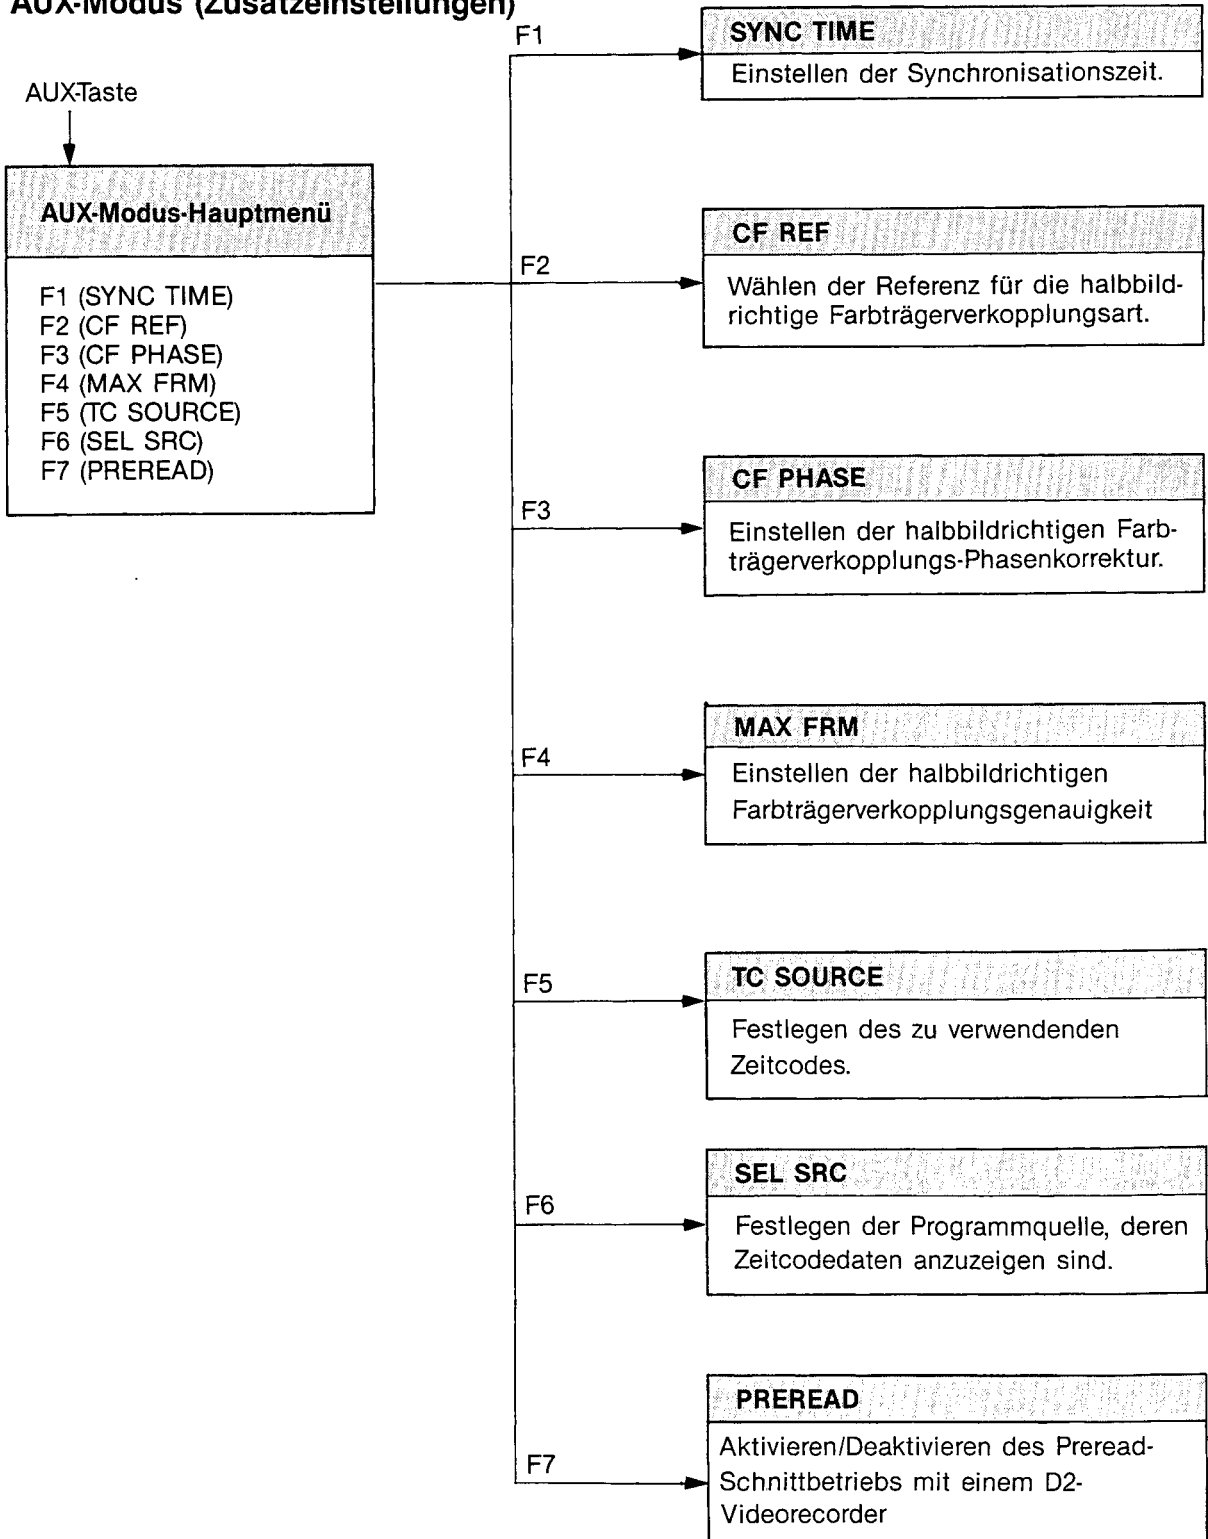 AUX-Modus (Zusatzeinstellungen)
AUX-Taste
AUX-Modus-Hauptmenü
F1 (SYNC TIME)
F2 (CF REF)
F3 (CF PHASE)
F4 (MAX FRM)
F5 (TC SOURCE)
F6 (SEL SRC)
F7 (PREREAD)
F1
SYNC TIME
Einstellen der Synchronisationszeit.
F2
CF REF
Wählen der Referenz für die halbbild-
richtige Farbträgerverkopplungsart.
F3
CF PHASE
Einstellen der halbbildrichtigen Farb-
trägerverkopplungs-Phasenkorrektur.
F4
MAX FRM
Einstellen der halbbildrichtigen
Farbträgerverkopplungsgenauigkeit
F5
TC SOURCE
Festlegen des zu verwendenden
Zeitcodes.
F6
SEL SRC
Festlegen der Programmquelle, deren
Zeitcodedaten anzuzeigen sind.
F7
PREREAD
Aktivieren/Deaktivieren des Preread-
Schnittbetriebs mit einem D2-
Videorecorder